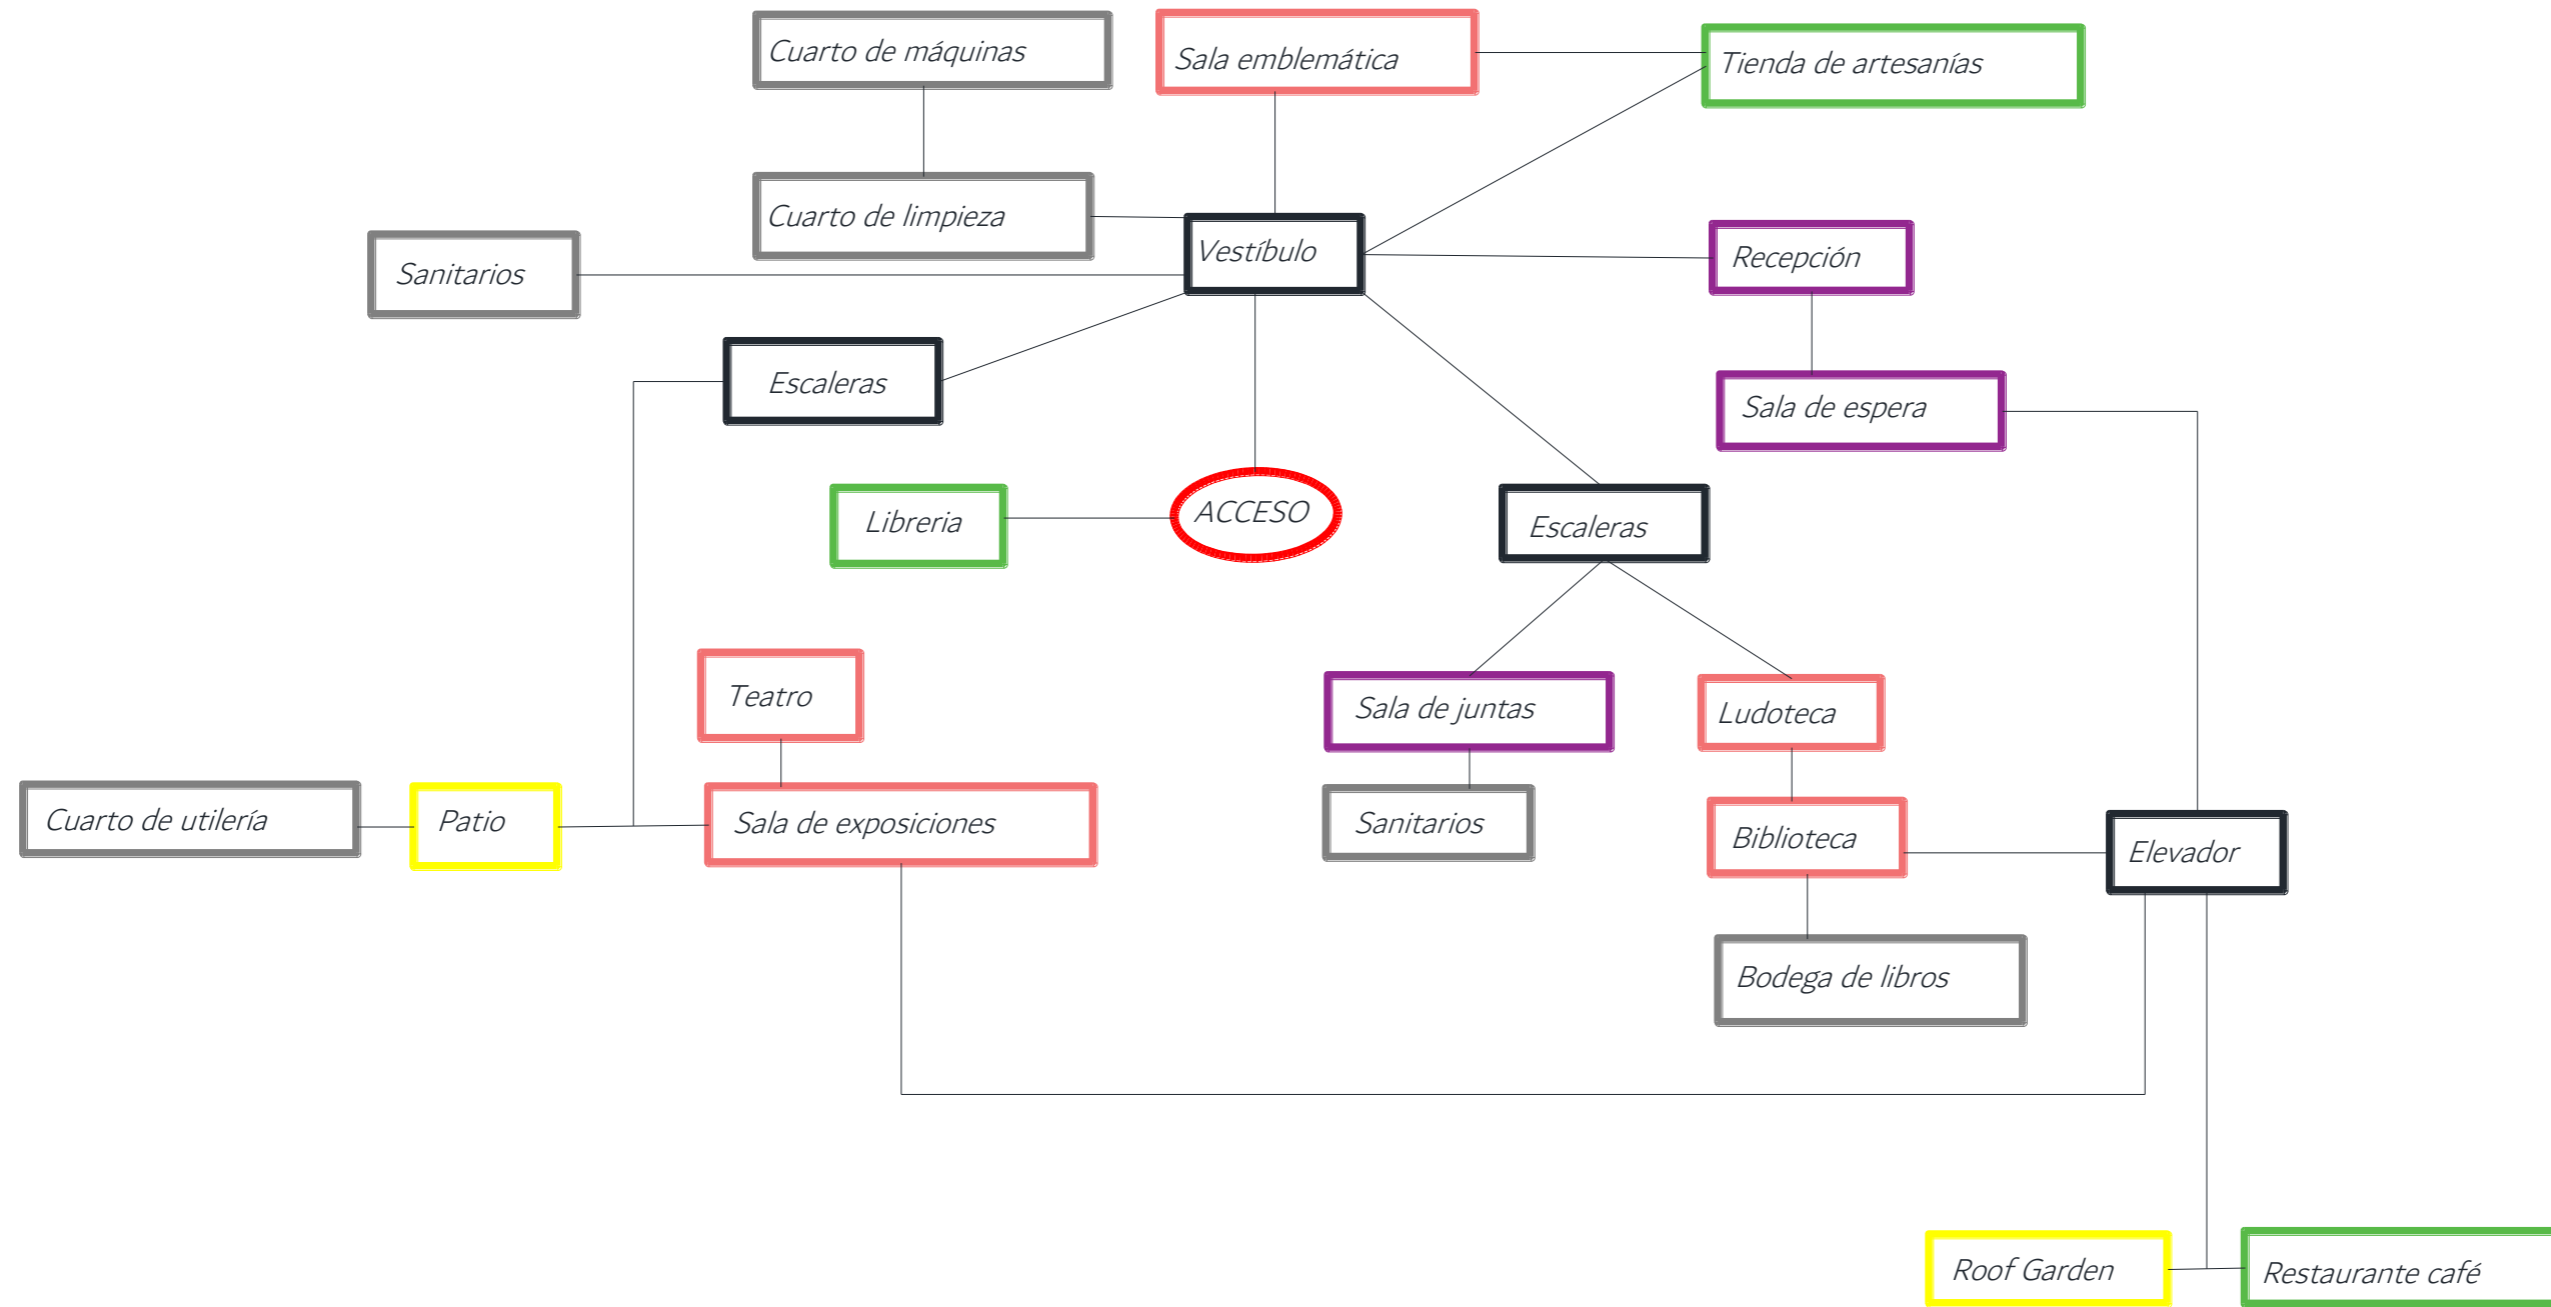 Cuarto de máquinas
Sala emblemática
Tienda de artesanías
Cuarto de limpieza
Vestíbulo
Recepción
Sanitarios
Escaleras
Sala de espera
Libreria
ACCESO
Escaleras
Teatro
Sala de juntas
Ludoteca
Cuarto de utilería
Patio
Sala de exposiciones
Sanitarios
Biblioteca
Elevador
Bodega de libros
Roof Garden
Restaurante café